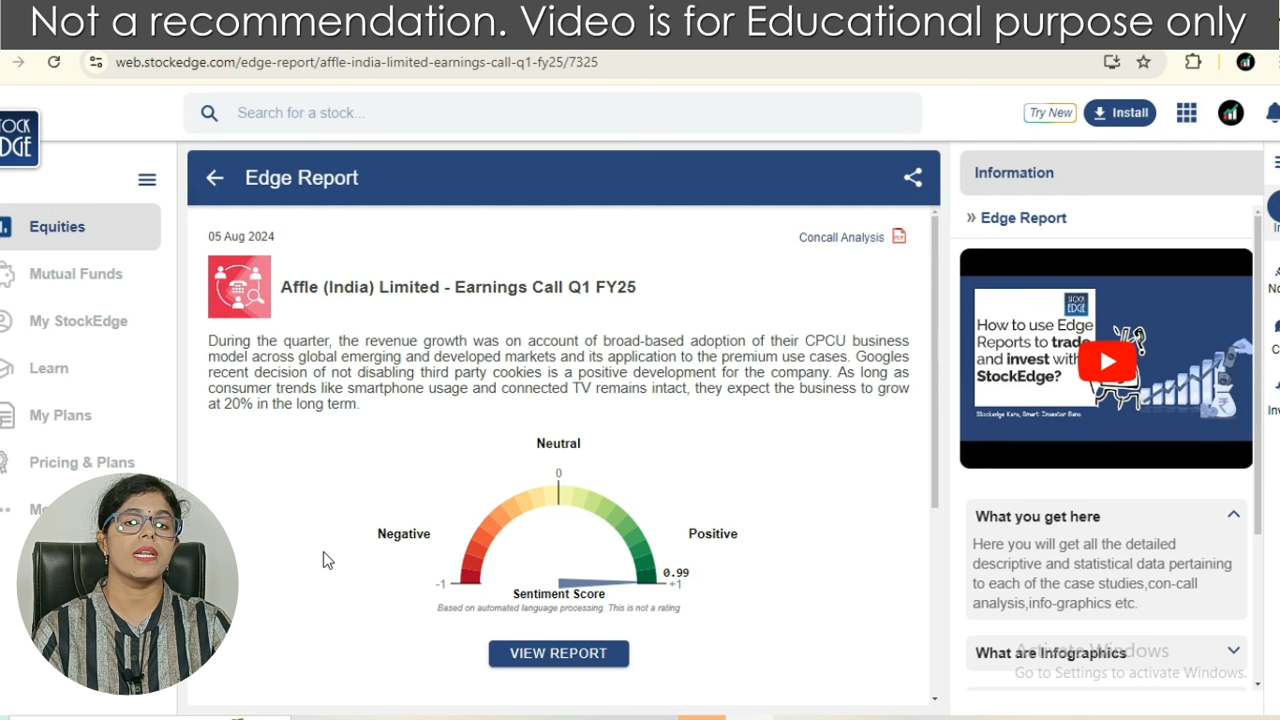 Not a recommendation. Video is for Educational purpose only
web.stockedge.com/edge-report/affle-india-limited-earnings-call-q1-fy25/7325
STOCK
EDGE
Search for a stock...
Try New
Install
Equities
Mutual Funds
My StockEdge
Learn
My Plans
Pricing & Plans
Edge Report
05 Aug 2024
Concall Analysis
Affle (India) Limited - Earnings Call Q1 FY25
During the quarter, the revenue growth was on account of broad-based adoption of their CPCU business
model across global emerging and developed markets and its application to the premium use cases. Googles
recent decision of not disabling third party cookies is a positive development for the company. As long as
consumer trends like smartphone usage and connected TV remains intact, they expect the business to grow
at 20% in the long term.
Neutral
0
Negative
Positive
0.99
-1
+1
Sentiment Score
Based on automated language processing. This is not a rating
VIEW REPORT
Information
» Edge Report
STOCK
EDGE
How to use Edge
Reports to trade
and invest with
StockEdge?
Stockedge Karo, Smart Investor Bano
What you get here
Here you will get all the detailed
descriptive and statistical data pertaining
to each of the case studies,con-call
analysis,info-graphics etc.
What are Infographics
Activate Windows
Go to Settings to activate Windows.